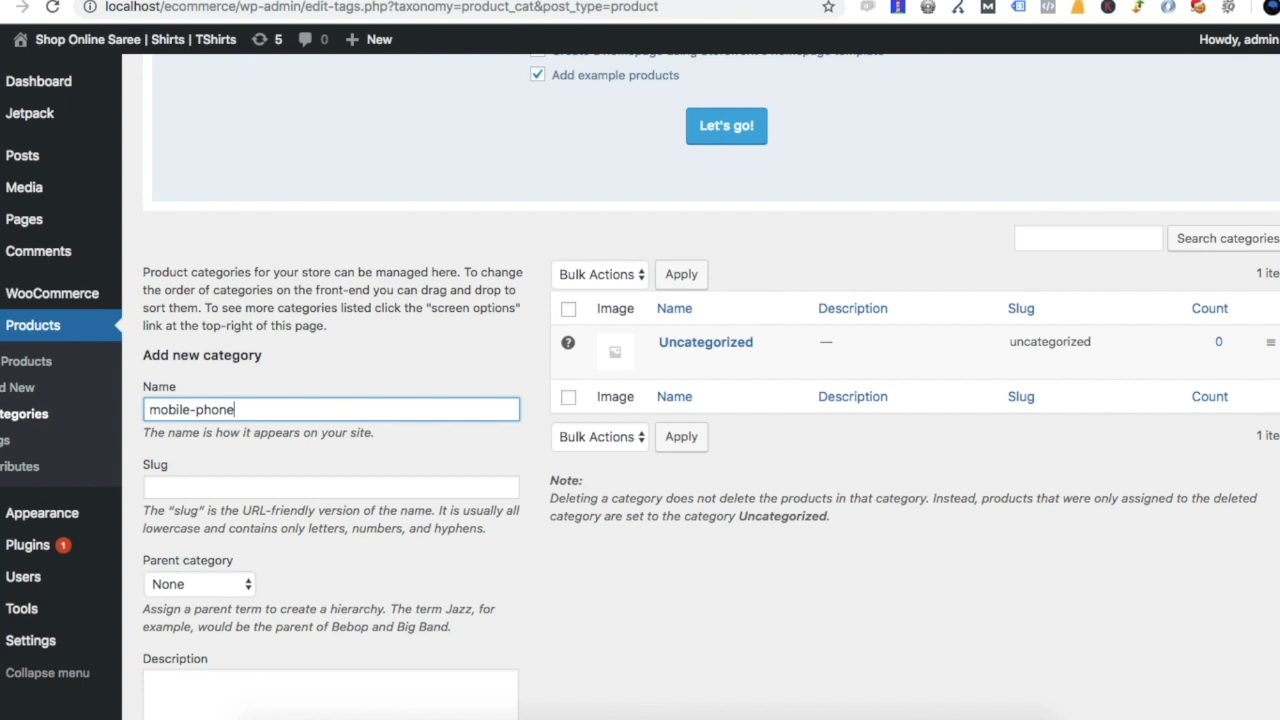 localhost/ecommerce/wp-admin/edit-tags.php?taxonomy=product_cat&post_type=product
Shop Online Saree | Shirts | TShirts 5 0 New Howdy, admin
Dashboard
Jetpack
Posts
Media
Pages
Comments
WooCommerce
Products
Products
d New
tegories
gs
ributes
Appearance
Plugins 1
Users
Tools
Settings
Collapse menu
Create a homepage using Storefront's homepage template
Add example products
Let's go!
Search categories
Product categories for your store can be managed here. To change
the order of categories on the front-end you can drag and drop to
sort them. To see more categories listed click the "screen options"
link at the top-right of this page.
Add new category
Name
mobile-phone
The name is how it appears on your site.
Slug
The “slug” is the URL-friendly version of the name. It is usually all
lowercase and contains only letters, numbers, and hyphens.
Parent category
None
Assign a parent term to create a hierarchy. The term Jazz, for
example, would be the parent of Bebop and Big Band.
Description
Bulk Actions Apply 1 ite
Image Name Description Slug Count
Uncategorized — uncategorized 0
Image Name Description Slug Count
Bulk Actions Apply 1 ite
Note:
Deleting a category does not delete the products in that category. Instead, products that were only assigned to the deleted
category are set to the category Uncategorized.